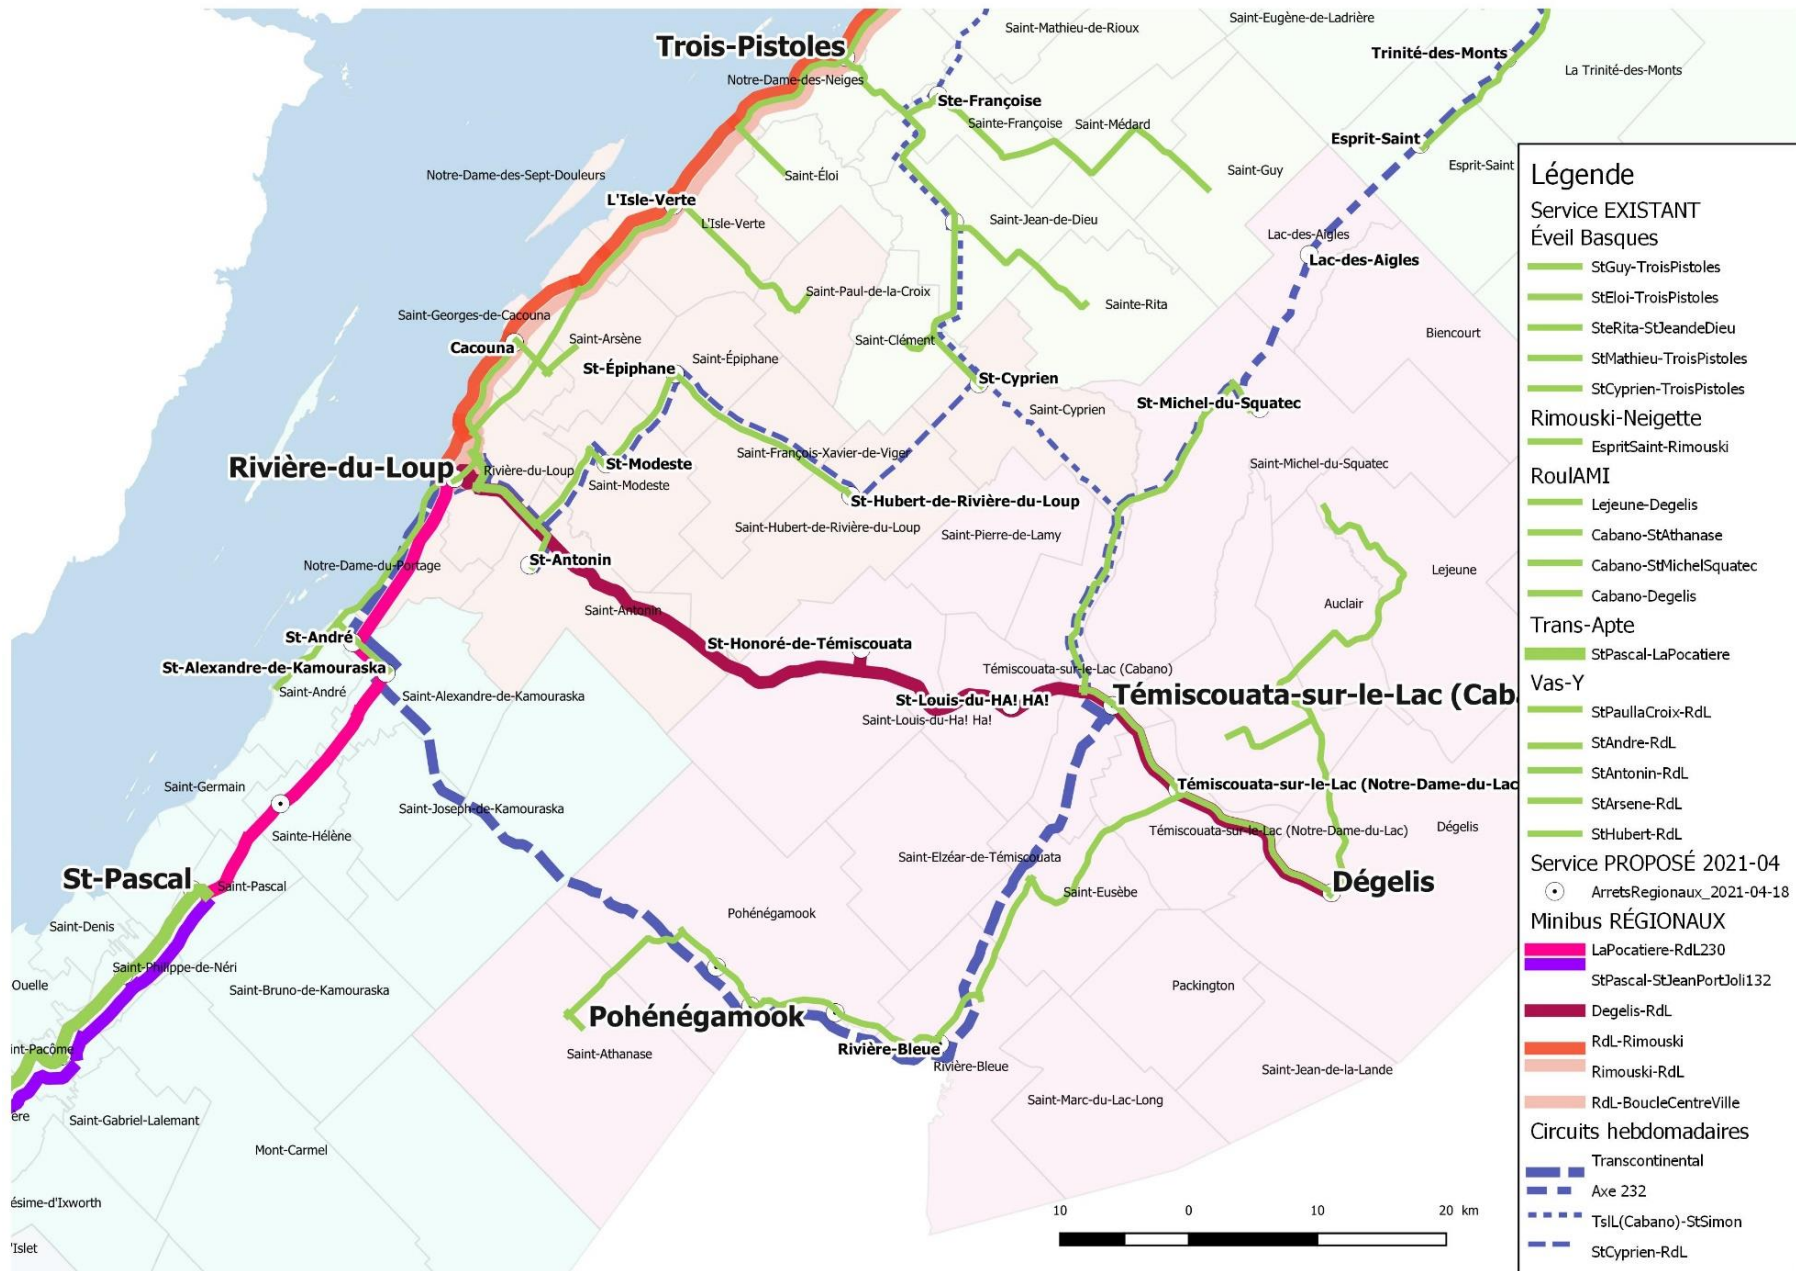 Saint-Eugène-de-Ladrière
Saint-Mathieu-de-Rioux
Trois-Pistoles
Trinité-des-Monts
La Trinité-des-Monts
Notre-Dame-des-Neiges
Ste-Françoise
Sainte-Françoise
Saint-Médard
Esprit-Saint
Esprit-Saint
Saint-Guy
Saint-Éloi
Notre-Dame-des-Sept-Douleurs
L'Isle-Verte
L'Isle-Verte
Saint-Jean-de-Dieu
Lac-des-Aigles
Lac-des-Aigles
Saint-Paul-de-la-Croix
Sainte-Rita
Saint-Georges-de-Cacouna
Cacouna
Saint-Arsène
Saint-Clément
Biencourt
St-Épiphane
Saint-Épiphane
St-Cyprien
Saint-Cyprien
St-Michel-du-Squatec
Saint-François-Xavier-de-Viger
Saint-Michel-du-Squatec
Rivière-du-Loup
Rivière-du-Loup
St-Modeste
Saint-Modeste
St-Hubert-de-Rivière-du-Loup
Saint-Hubert-de-Rivière-du-Loup
Saint-Pierre-de-Lamy
St-Antonin
Notre-Dame-du-Portage
Lejeune
Auclair
Saint-Antonin
St-André
St-Honoré-de-Témiscouata
St-Alexandre-de-Kamouraska
Témiscouata-sur-le-Lac (Cabano)
Saint-André
Saint-Alexandre-de-Kamouraska
St-Louis-du-HA! HA!
Saint-Louis-du-Ha! Ha!
Témiscouata-sur-le-Lac (Cab
Saint-Germain
Saint-Joseph-de-Kamouraska
Témiscouata-sur-le-Lac (Notre-Dame-du-Lac
Témiscouata-sur-le-Lac (Notre-Dame-du-Lac)
Dégelis
Sainte-Hélène
Saint-Elzéar-de-Témiscouata
St-Pascal
Saint-Pascal
Saint-Eusèbe
Dégelis
Saint-Denis
Pohénégamook
Saint-Philippe-de-Néri
Ouelle
Saint-Bruno-de-Kamouraska
Packington
Pohénégamook
int-Pacôme
Saint-Athanase
Rivière-Bleue
Rivière-Bleue
Saint-Jean-de-la-Lande
Saint-Marc-du-Lac-Long
ère
Saint-Gabriel-Lalemant
Mont-Carmel
ésime-d'Ixworth
'Islet
10 0 10 20 km
Légende
Service EXISTANT
Éveil Basques
StGuy-TroisPistoles
StEloi-TroisPistoles
SteRita-StJeandeDieu
StMathieu-TroisPistoles
StCyprien-TroisPistoles
Rimouski-Neigette
EspritSaint-Rimouski
RoulAMI
Lejeune-Degelis
Cabano-StAthanase
Cabano-StMichelSquatec
Cabano-Degelis
Trans-Apte
StPascal-LaPocatiere
Vas-Y
StPaullaCroix-RdL
StAndre-RdL
StAntonin-RdL
StArsene-RdL
StHubert-RdL
Service PROPOSÉ 2021-04
ArretsRegionaux_2021-04-18
Minibus RÉGIONAUX
LaPocatiere-RdL230
StPascal-StJeanPortJoli132
Degelis-RdL
RdL-Rimouski
Rimouski-RdL
RdL-BoucleCentreVille
Circuits hebdomadaires
Transcontinental
Axe 232
TslL(Cabano)-StSimon
StCyprien-RdL